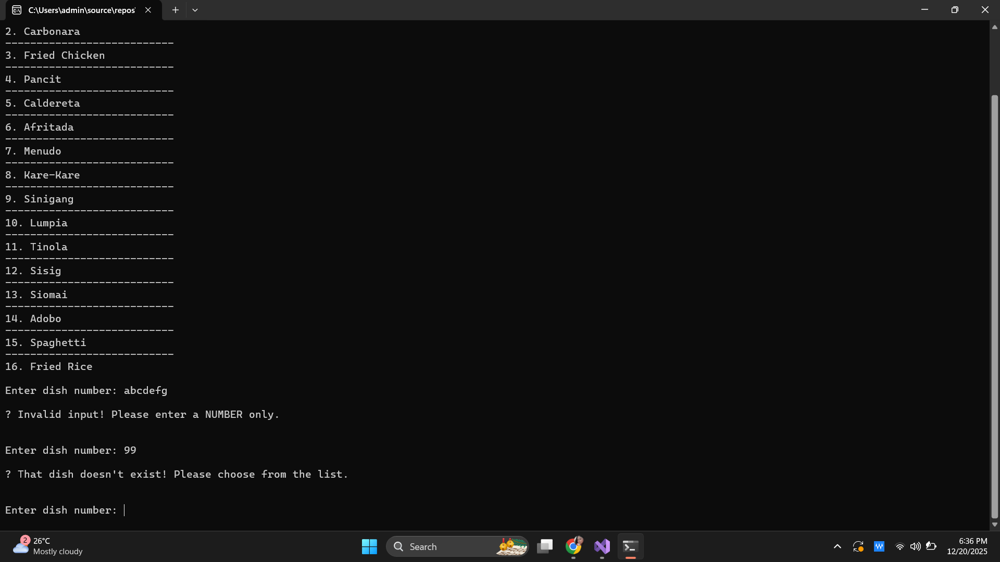 C:\Users\admin\source\repos'
2. Carbonara
---------------------------
3. Fried Chicken
---------------------------
4. Pancit
---------------------------
5. Caldereta
---------------------------
6. Afritada
---------------------------
7. Menudo
---------------------------
8. Kare-Kare
---------------------------
9. Sinigang
---------------------------
10. Lumpia
---------------------------
11. Tinola
---------------------------
12. Sisig
---------------------------
13. Siomai
---------------------------
14. Adobo
---------------------------
15. Spaghetti
---------------------------
16. Fried Rice
Enter dish number: abcdefg
? Invalid input! Please enter a NUMBER only.
Enter dish number: 99
? That dish doesn't exist! Please choose from the list.
Enter dish number:
2
26°C
Mostly cloudy
Search
6:36 PM
12/20/2025